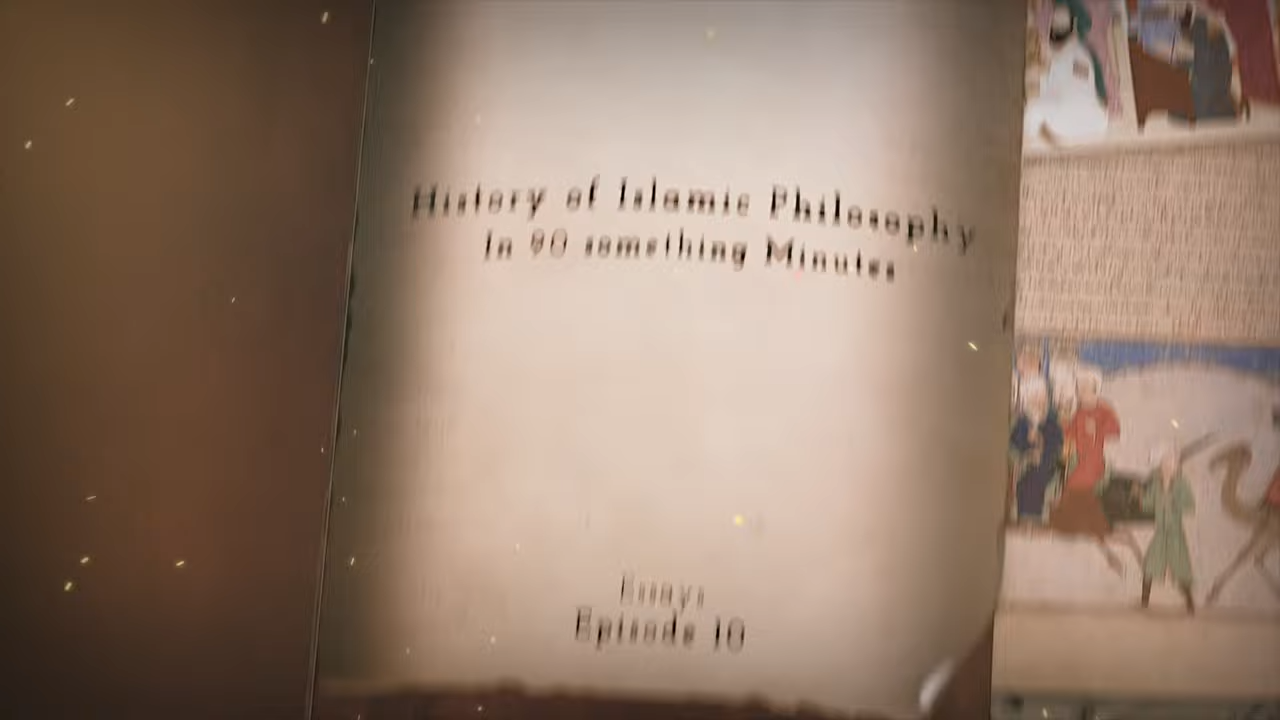 History of Islamic Philosophy
In 90 something Minutes
Essays
Episode 10